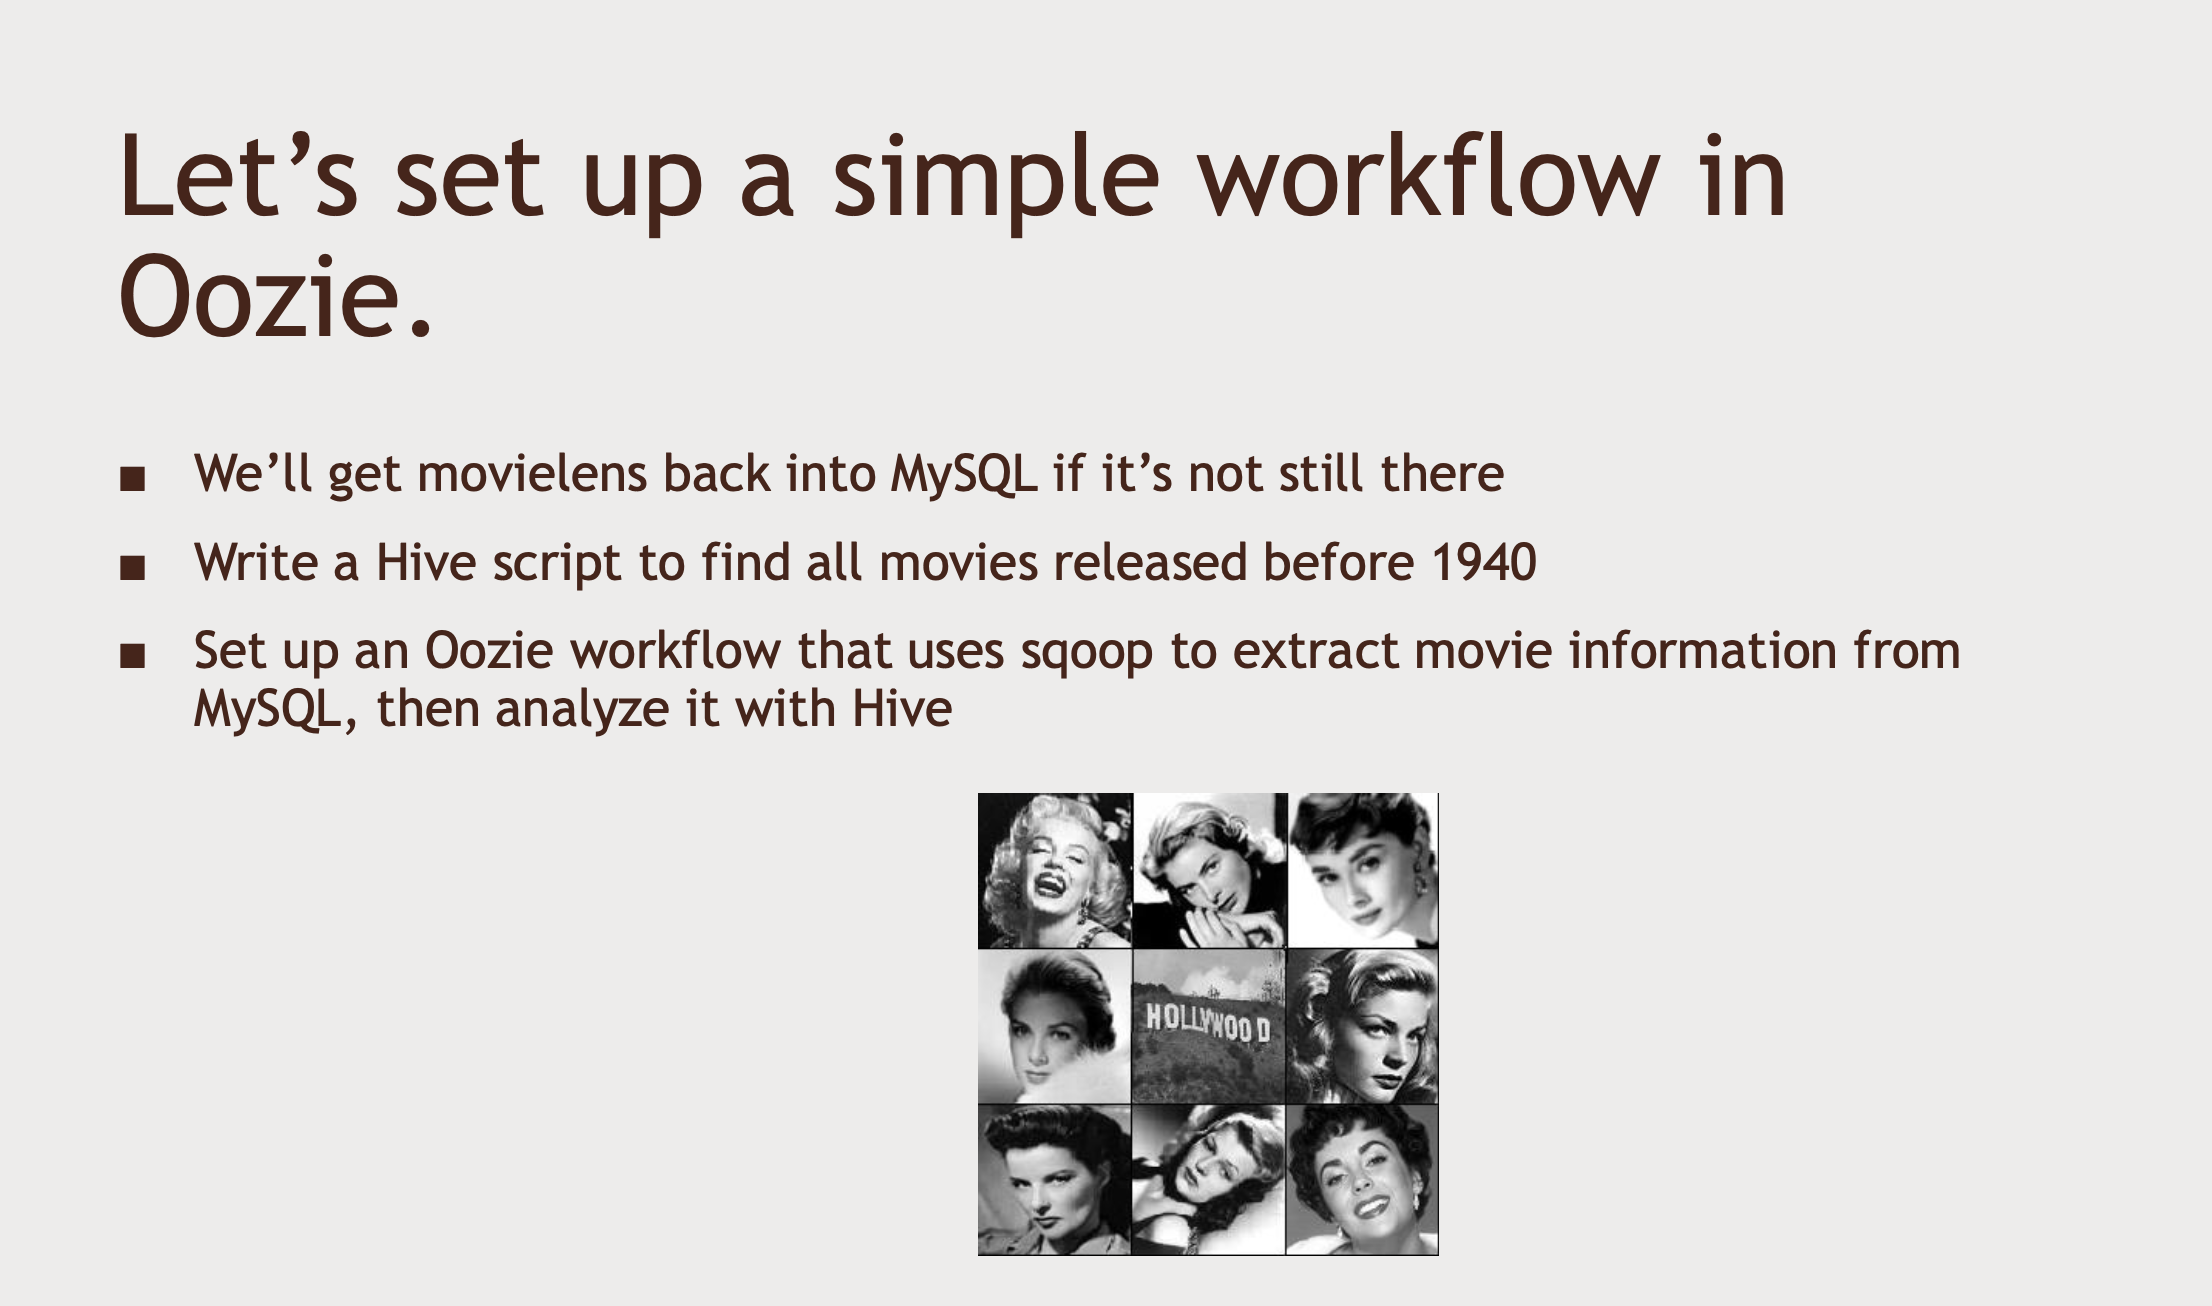 Let’s set up a simple workflow in
Oozie.
■ We’ll get movielens back into MySQL if it’s not still there
■ Write a Hive script to find all movies released before 1940
■ Set up an Oozie workflow that uses sqoop to extract movie information from
MySQL, then analyze it with Hive
HOLLYWOOD